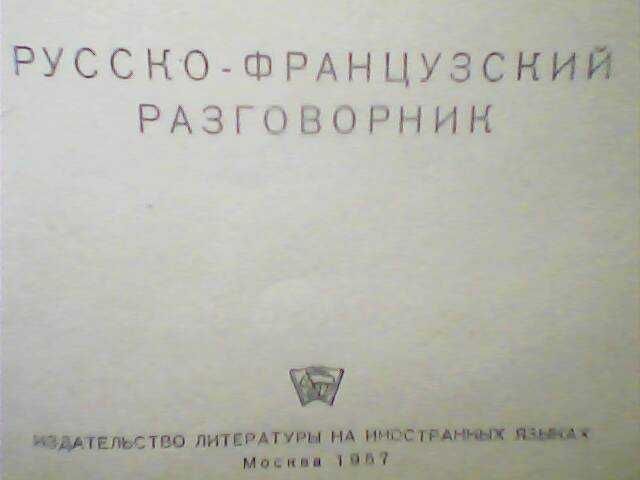 РУССКО-ФРАНЦУЗСКИЙ
РАЗГОВОРНИК
ИЗДАТЕЛЬСТВО ЛИТЕРАТУРЫ НА ИНОСТРАННЫХ ЯЗЫКАХ
Москва 1957